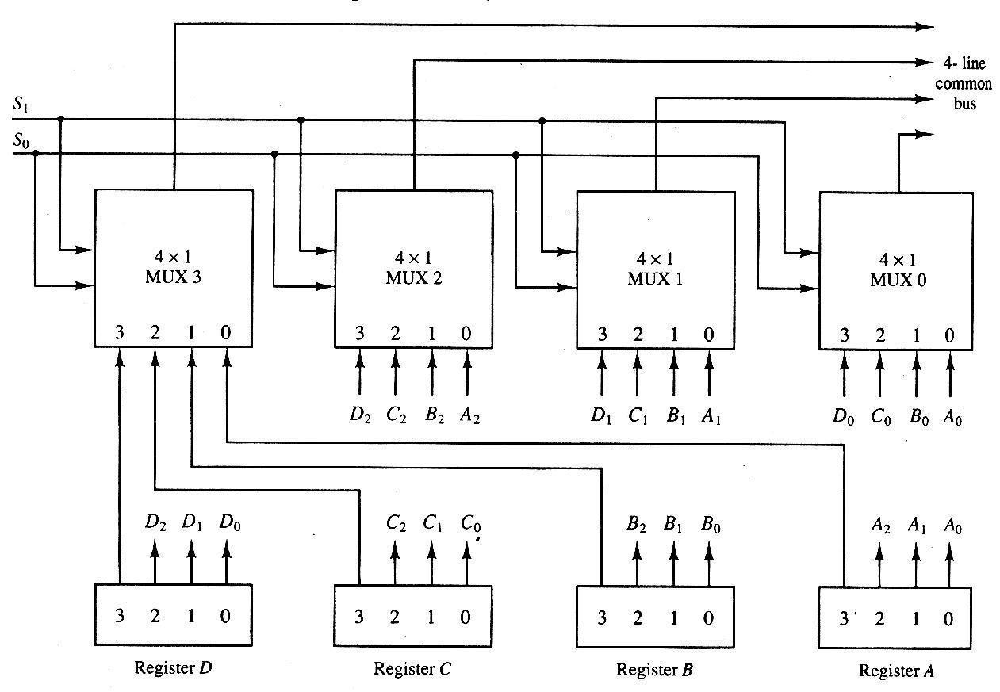 4- line
common
bus
S₁
S₀
4 × 1
MUX 3
3 2 1 0
4 × 1
MUX 2
3 2 1 0
4 × 1
MUX 1
3 2 1 0
4 × 1
MUX 0
3 2 1 0
D₂ C₂ B₂ A₂
D₁ C₁ B₁ A₁
D₀ C₀ B₀ A₀
D₂ D₁ D₀
C₂ C₁ C₀
B₂ B₁ B₀
A₂ A₁ A₀
3 2 1 0
3 2 1 0
3 2 1 0
3 2 1 0
Register D
Register C
Register B
Register A